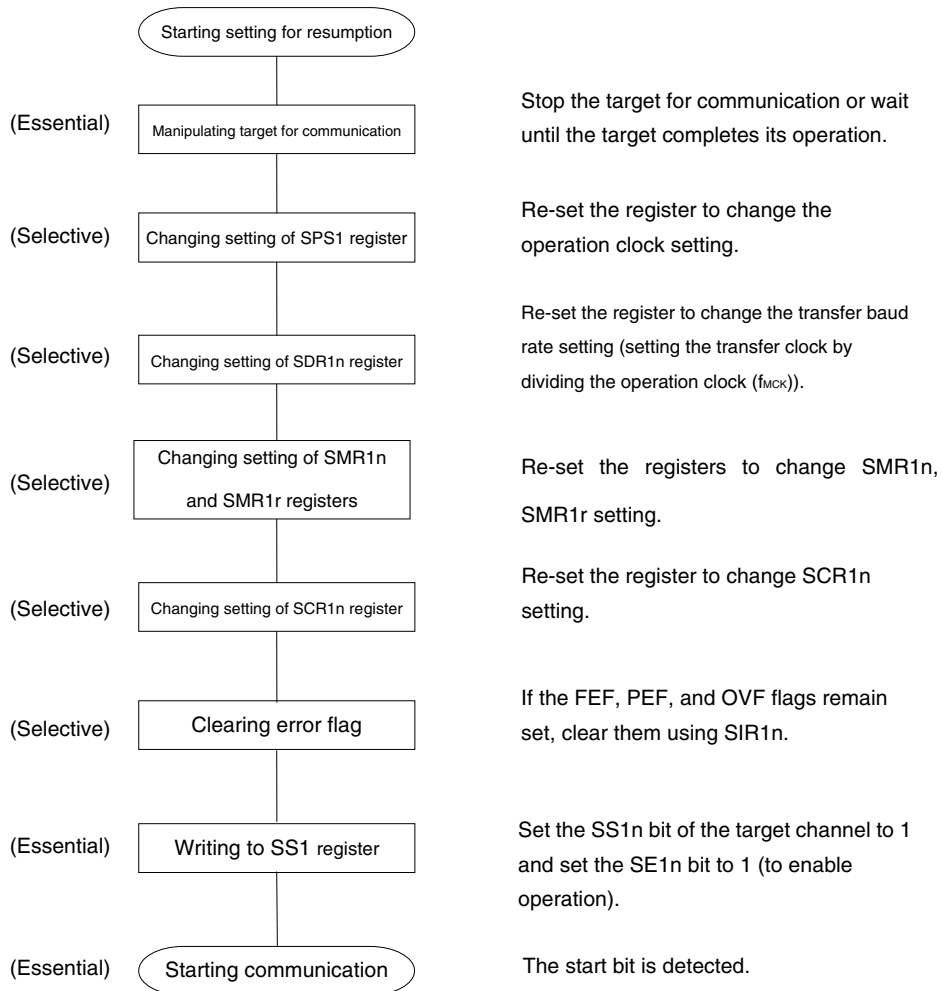 Starting setting for resumption
(Essential)
Manipulating target for communication
Stop the target for communication or wait
until the target completes its operation.
(Selective)
Changing setting of SPS1 register
Re-set the register to change the
operation clock setting.
(Selective)
Changing setting of SDR1n register
Re-set the register to change the transfer baud
rate setting (setting the transfer clock by
dividing the operation clock (fMCK)).
(Selective)
Changing setting of SMR1n
and SMR1r registers
Re-set the registers to change SMR1n,
SMR1r setting.
(Selective)
Changing setting of SCR1n register
Re-set the register to change SCR1n
setting.
(Selective)
Clearing error flag
If the FEF, PEF, and OVF flags remain
set, clear them using SIR1n.
(Essential)
Writing to SS1 register
Set the SS1n bit of the target channel to 1
and set the SE1n bit to 1 (to enable
operation).
(Essential)
Starting communication
The start bit is detected.